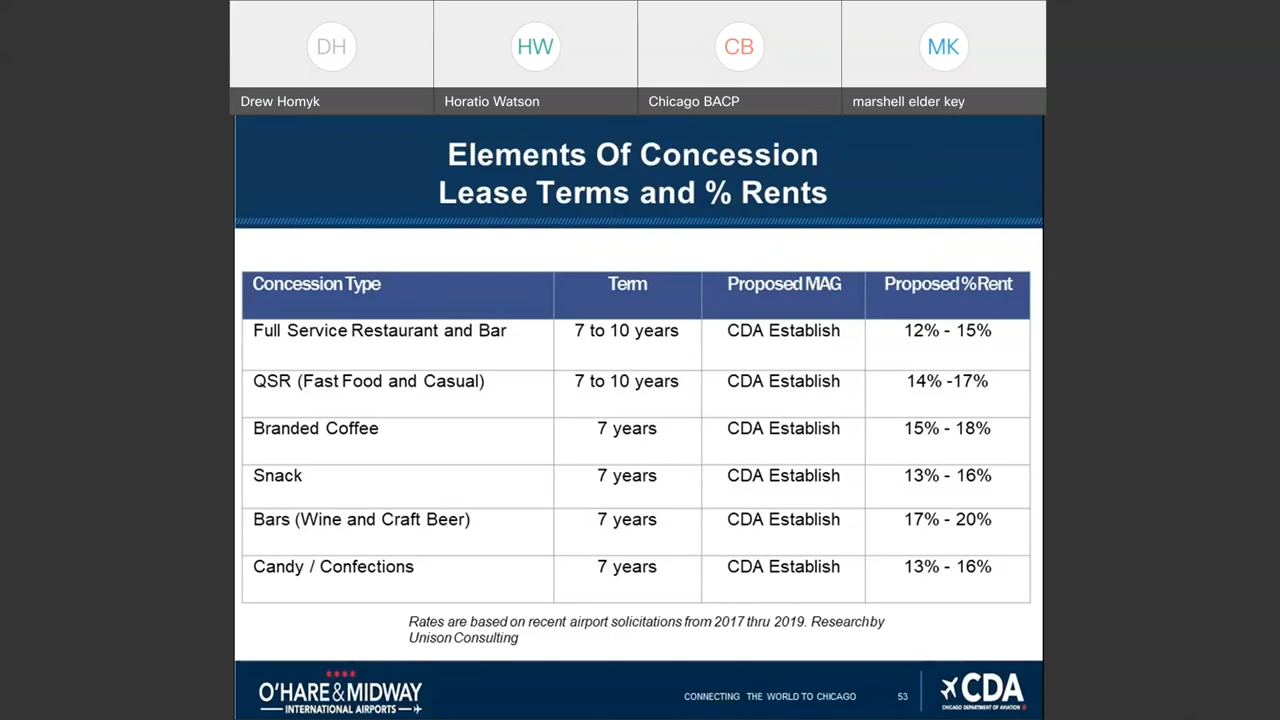 DH
HW
CB
MK
Drew Homyk
Horatio Watson
Chicago BACP
marshell elder key
Elements Of Concession
Lease Terms and % Rents
Concession Type Term Proposed MAG Proposed %Rent
Full Service Restaurant and Bar 7 to 10 years CDA Establish 12% - 15%
QSR (Fast Food and Casual) 7 to 10 years CDA Establish 14% -17%
Branded Coffee 7 years CDA Establish 15% - 18%
Snack 7 years CDA Establish 13% - 16%
Bars (Wine and Craft Beer) 7 years CDA Establish 17% - 20%
Candy / Confections 7 years CDA Establish 13% - 16%
Rates are based on recent airport solicitations from 2017 thru 2019. Research by
Unison Consulting
O'HARE & MIDWAY
INTERNATIONAL AIRPORTS
CONNECTING THE WORLD TO CHICAGO
53
CDA
CHICAGO DEPARTMENT OF AVIATION